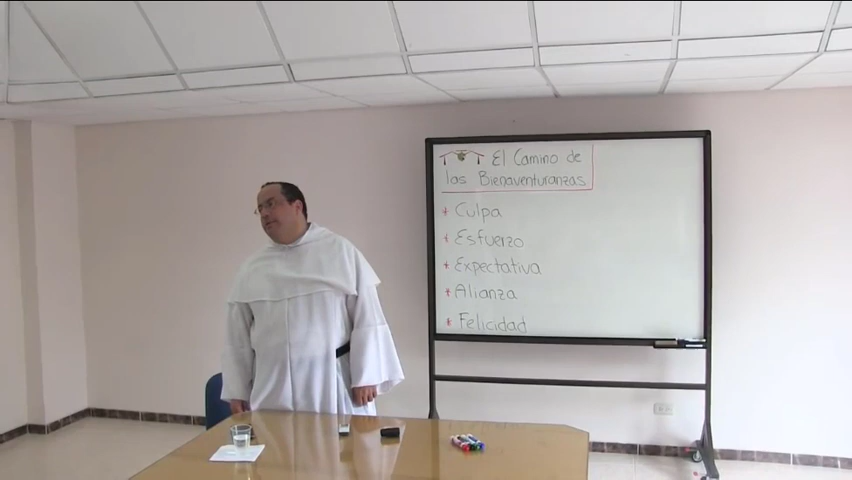 El Camino de
las Bienaventuranzas
* Culpa
* Esfuerzo
* Expectativa
* Alianza
* Felicidad